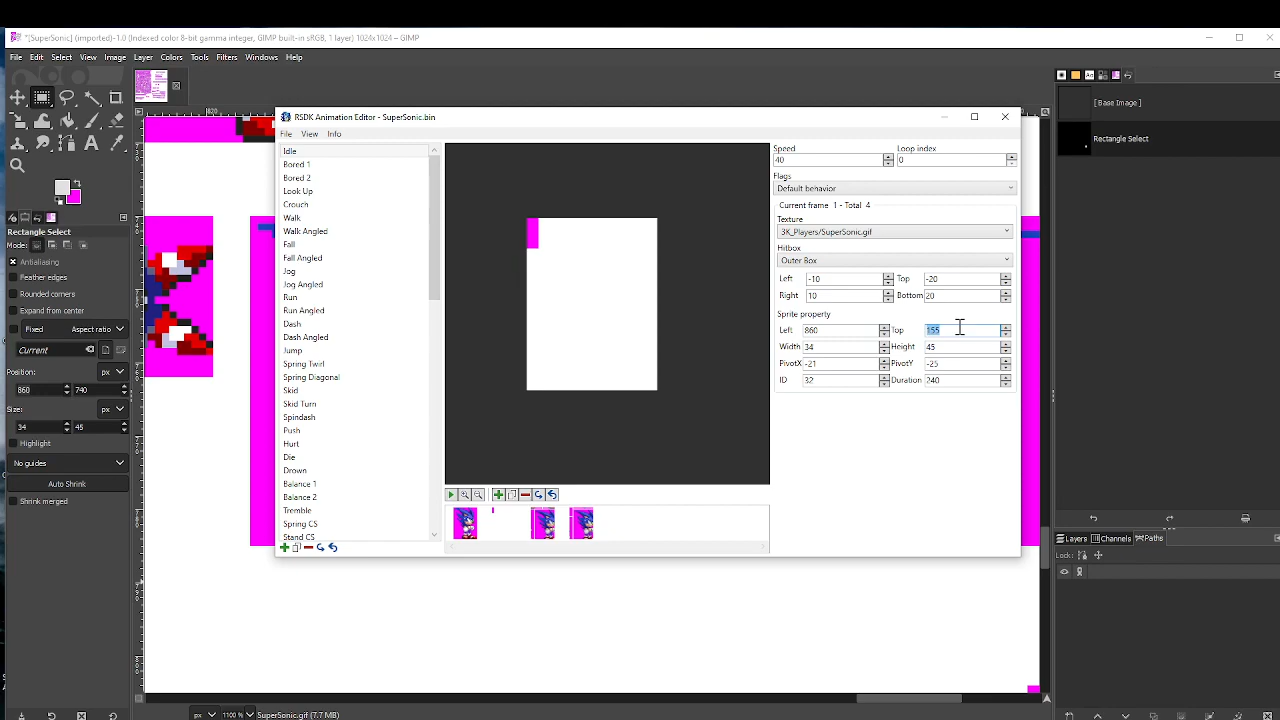 *[SuperSonic] (imported)-1.0 (Indexed color 8-bit gamma integer, GIMP built-in sRGB, 1 layer) 1024x1024 – GIMP
File Edit Select View Image Layer Colors Tools Filters Windows Help
RSDK Animation Editor - SuperSonic.bin
File View Info
Idle
Bored 1
Bored 2
Look Up
Crouch
Walk
Walk Angled
Fall
Fall Angled
Jog
Jog Angled
Run
Run Angled
Dash
Dash Angled
Jump
Spring Twirl
Spring Diagonal
Skid
Skid Turn
Spindash
Push
Hurt
Die
Drown
Balance 1
Balance 2
Tremble
Spring CS
Stand CS
Speed Loop index
40 0
Flags
Default behavior
Current frame 1 - Total 4
Texture
3K_Players/SuperSonic.gif
Hitbox
Outer Box
Left -10 Top -20
Right 10 Bottom 20
Sprite property
Left 860 Top 155
Width 34 Height 45
PivotX -21 PivotY -25
ID 32 Duration 240
Rectangle Select
Mode:
Antialiasing
Feather edges
Rounded corners
Expand from center
Fixed Aspect ratio
Current
Position: px
860 740
Size: px
34 45
Highlight
No guides
Auto Shrink
Shrink merged
[ Base Image ]
Rectangle Select
Layers Channels Paths
Lock:
px 1100 % SuperSonic.gif (7.7 MB)